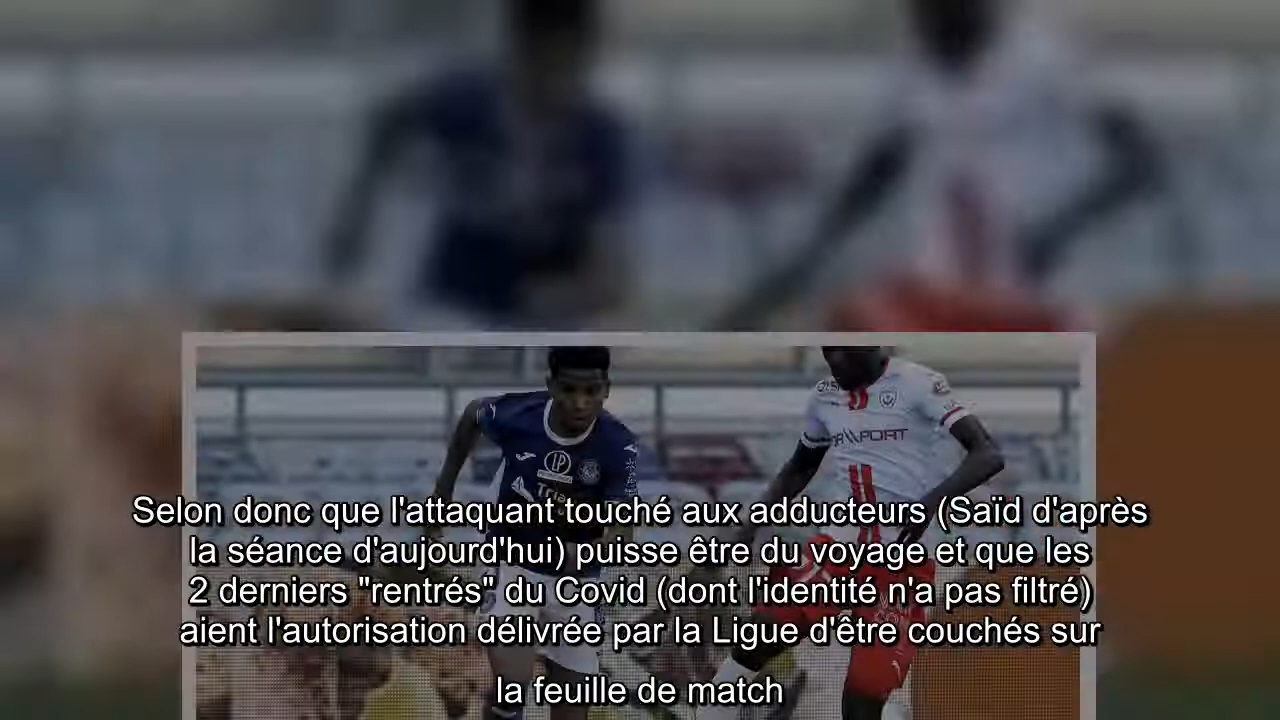 Selon donc que l'attaquant touché aux adducteurs (Saïd d'après
la séance d'aujourd'hui) puisse être du voyage et que les
2 derniers "rentrés" du Covid (dont l'identité n'a pas filtré)
aient l'autorisation délivrée par la Ligue d'être couchés sur
la feuille de match